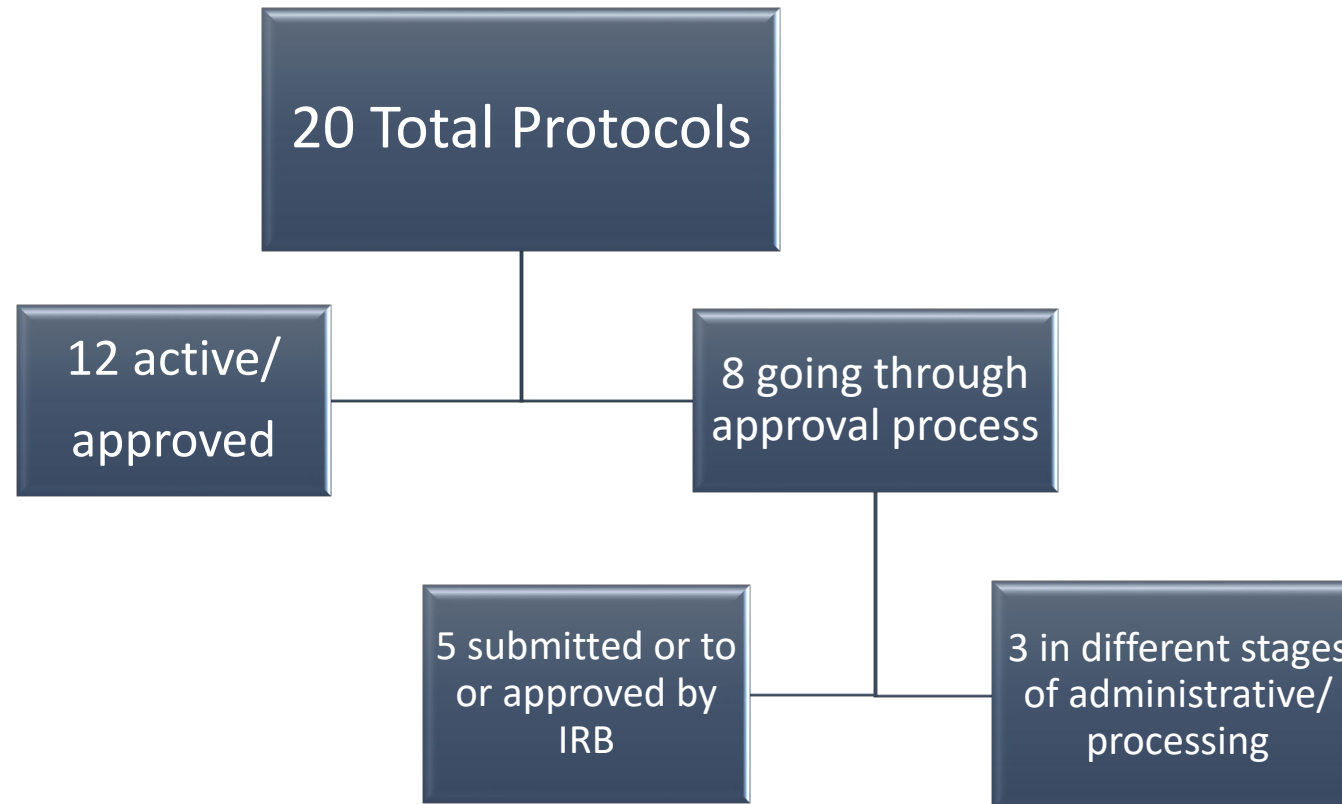 20 Total Protocols
12 active/
approved
8 going through
approval process
5 submitted or to
or approved by
IRB
3 in different stages
of administrative/
processing